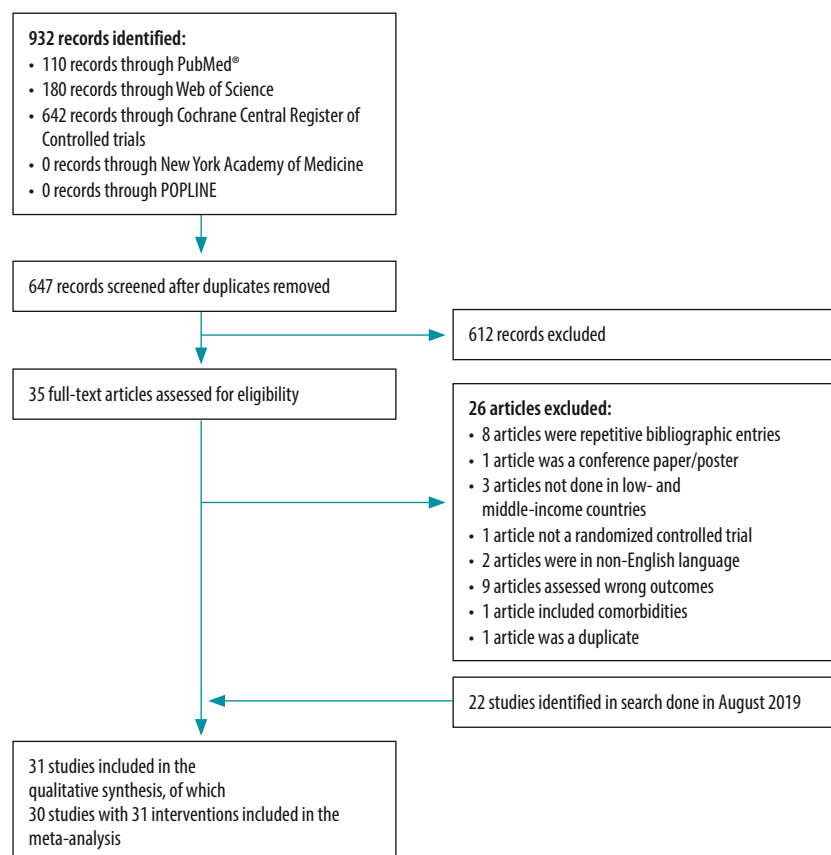 932 records identified:
• 110 records through PubMed®
• 180 records through Web of Science
• 642 records through Cochrane Central Register of
Controlled trials
• 0 records through New York Academy of Medicine
• 0 records through POPLINE
647 records screened after duplicates removed
612 records excluded
35 full-text articles assessed for eligibility
26 articles excluded:
• 8 articles were repetitive bibliographic entries
• 1 article was a conference paper/poster
• 3 articles not done in low- and
middle-income countries
• 1 article not a randomized controlled trial
• 2 articles were in non-English language
• 9 articles assessed wrong outcomes
• 1 article included comorbidities
• 1 article was a duplicate
22 studies identified in search done in August 2019
31 studies included in the
qualitative synthesis, of which
30 studies with 31 interventions included in the
meta-analysis